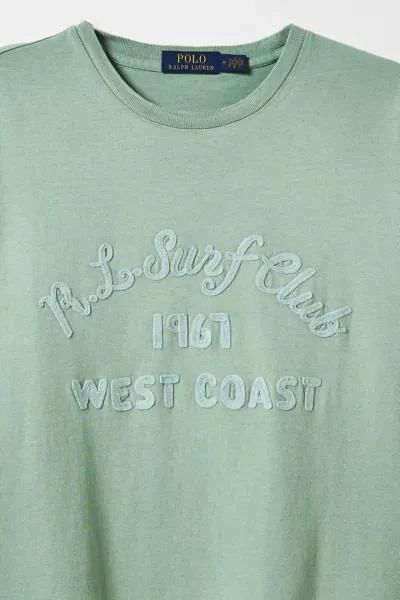 POLO
RALPH LAUREN
R.L. Surf Club
1967
WEST COAST